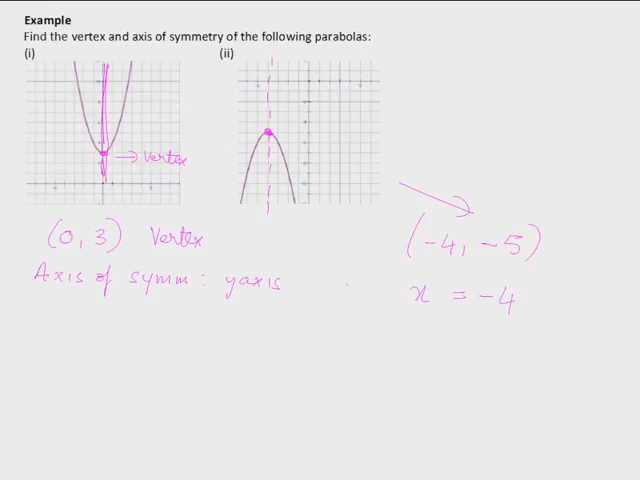 Example
Find the vertex and axis of symmetry of the following parabolas:
(i) (ii)
→ Vertex
(0, 3) Vertex
(-4, -5)
Axis of symm : yaxis
x = -4